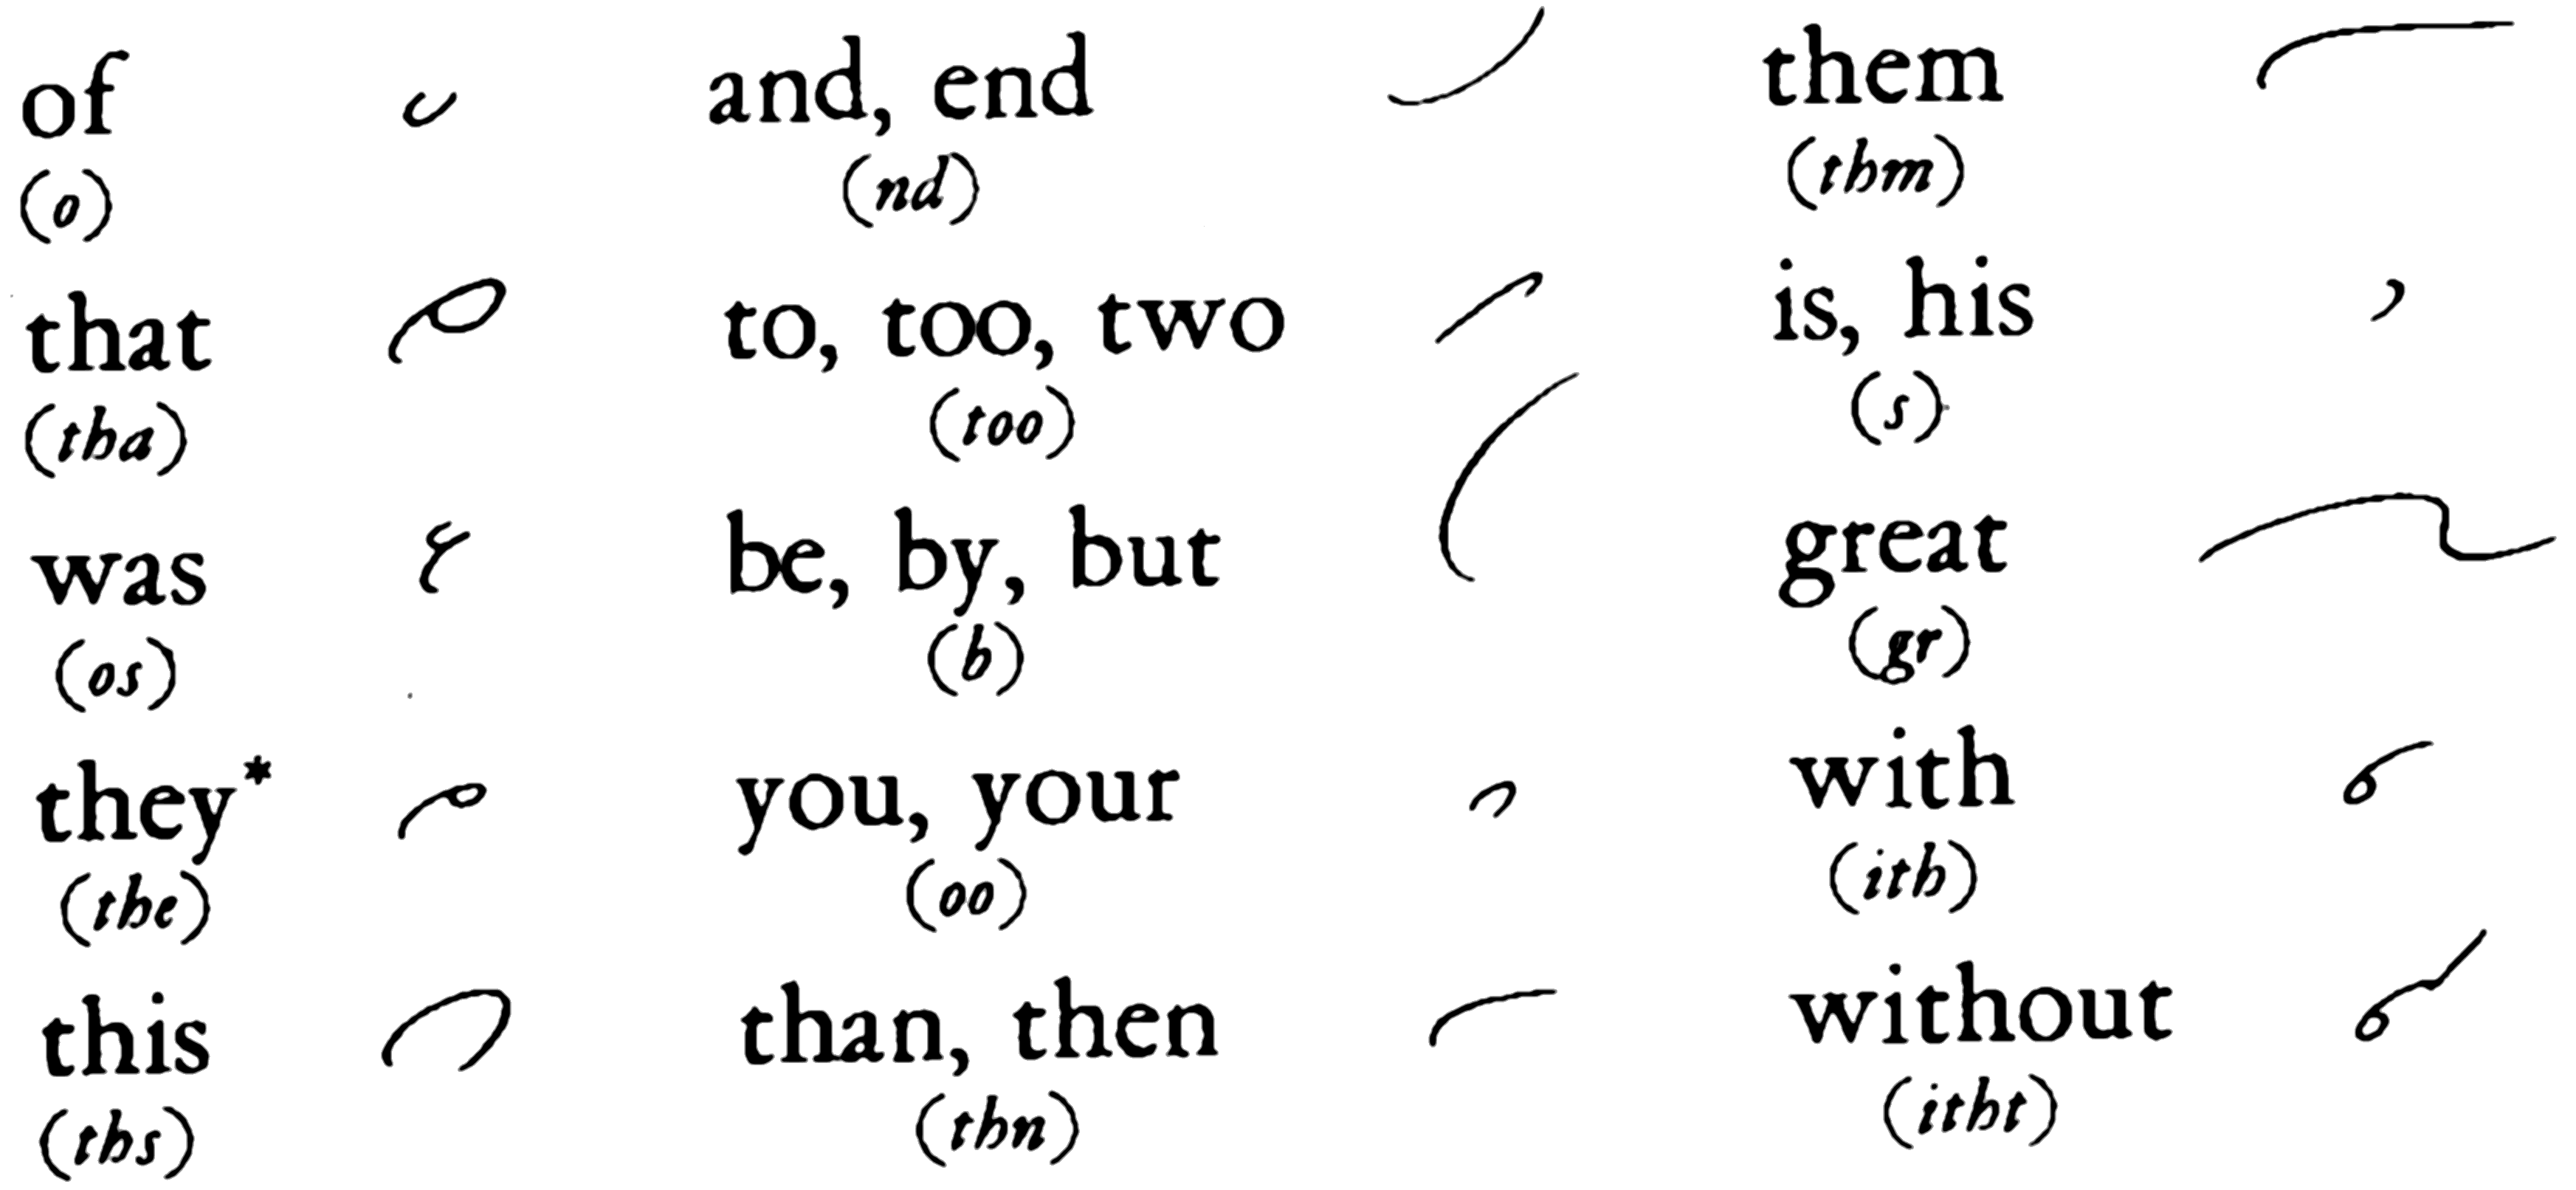 of and, end them
(o) (nd) (thm)
that to, too, two is, his
(tha) (too) (s)
was be, by, but great
(os) (b) (gr)
they* you, your with
(the) (oo) (ith)
this than, then without
(ths) (thn) (itht)